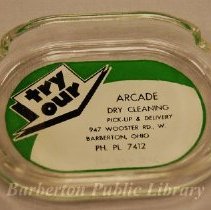 try
our
ARCADE
DRY CLEANING
PICK-UP & DELIVERY
947 WOOSTER RD., W.
BARBERTON, OHIO
PH. PL 7412
Barberton Public Library